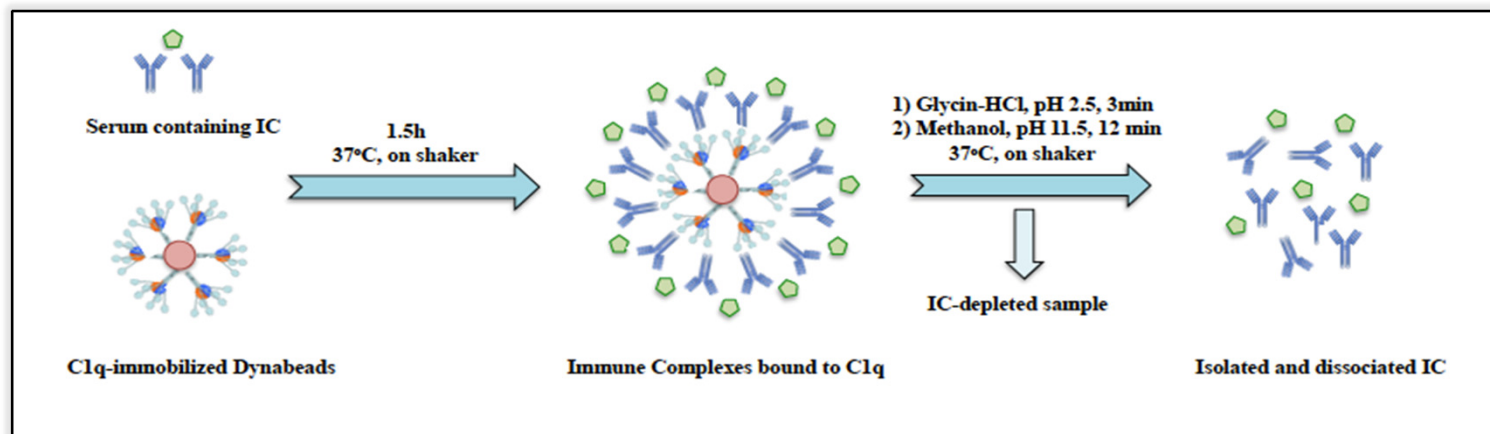 Serum containing IC
C1q-immobilized Dynabeads
1.5h
37°C, on shaker
Immune Complexes bound to C1q
1) Glycin-HCl, pH 2.5, 3min
2) Methanol, pH 11.5, 12 min
37°C, on shaker
IC-depleted sample
Isolated and dissociated IC